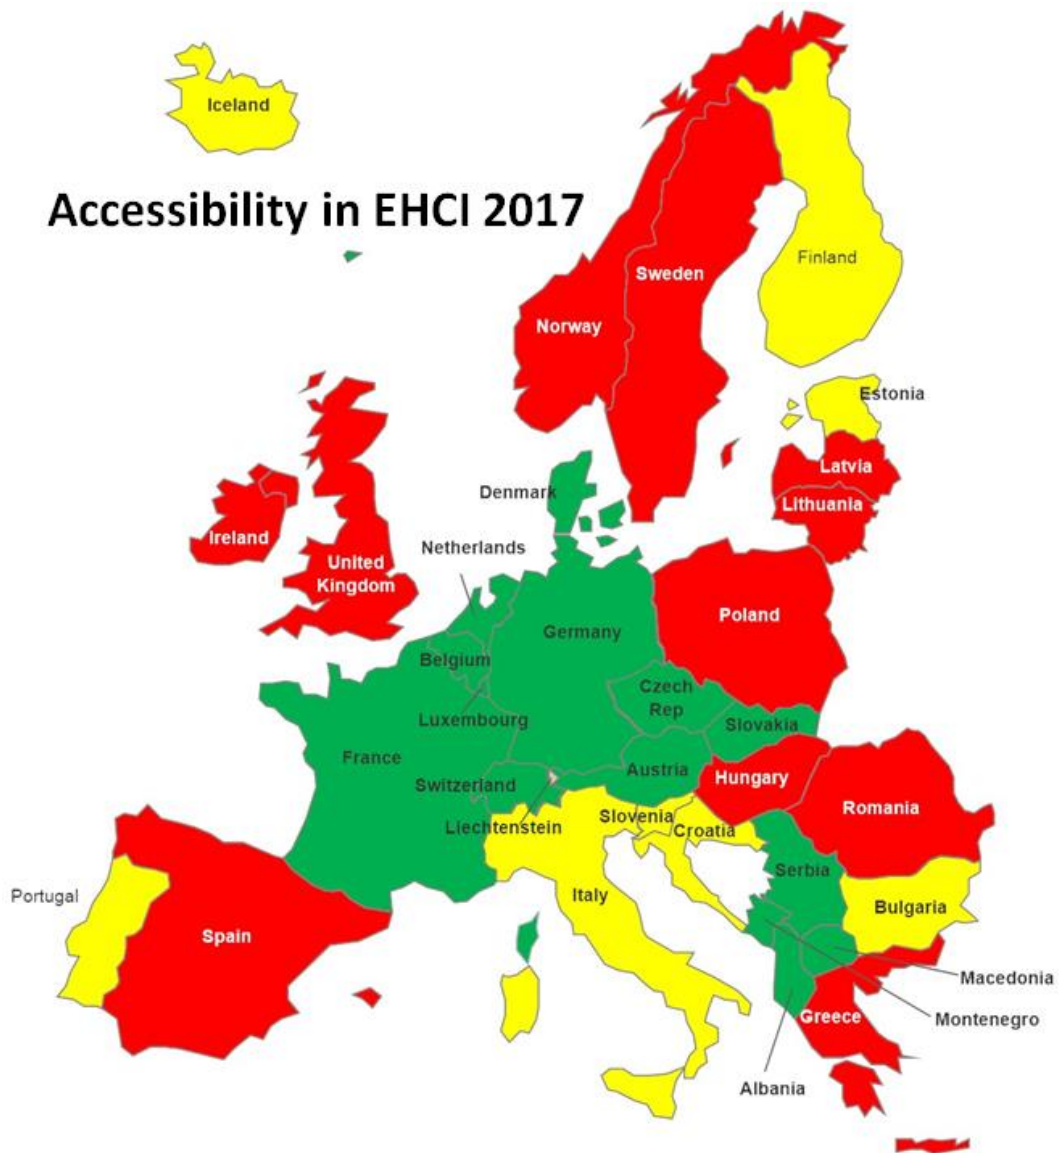 Iceland
Accessibility in EHCI 2017
Finland
Sweden
Norway
Estonia
Latvia
Lithuania
Denmark
Ireland
Netherlands
United
Kingdom
Poland
Germany
Belgium
Czech
Rep
Luxembourg
Slovakia
France
Austria
Switzerland
Hungary
Romania
Slovenia
Liechtenstein
Croatia
Serbia
Portugal
Italy
Bulgaria
Spain
Macedonia
Greece
Montenegro
Albania